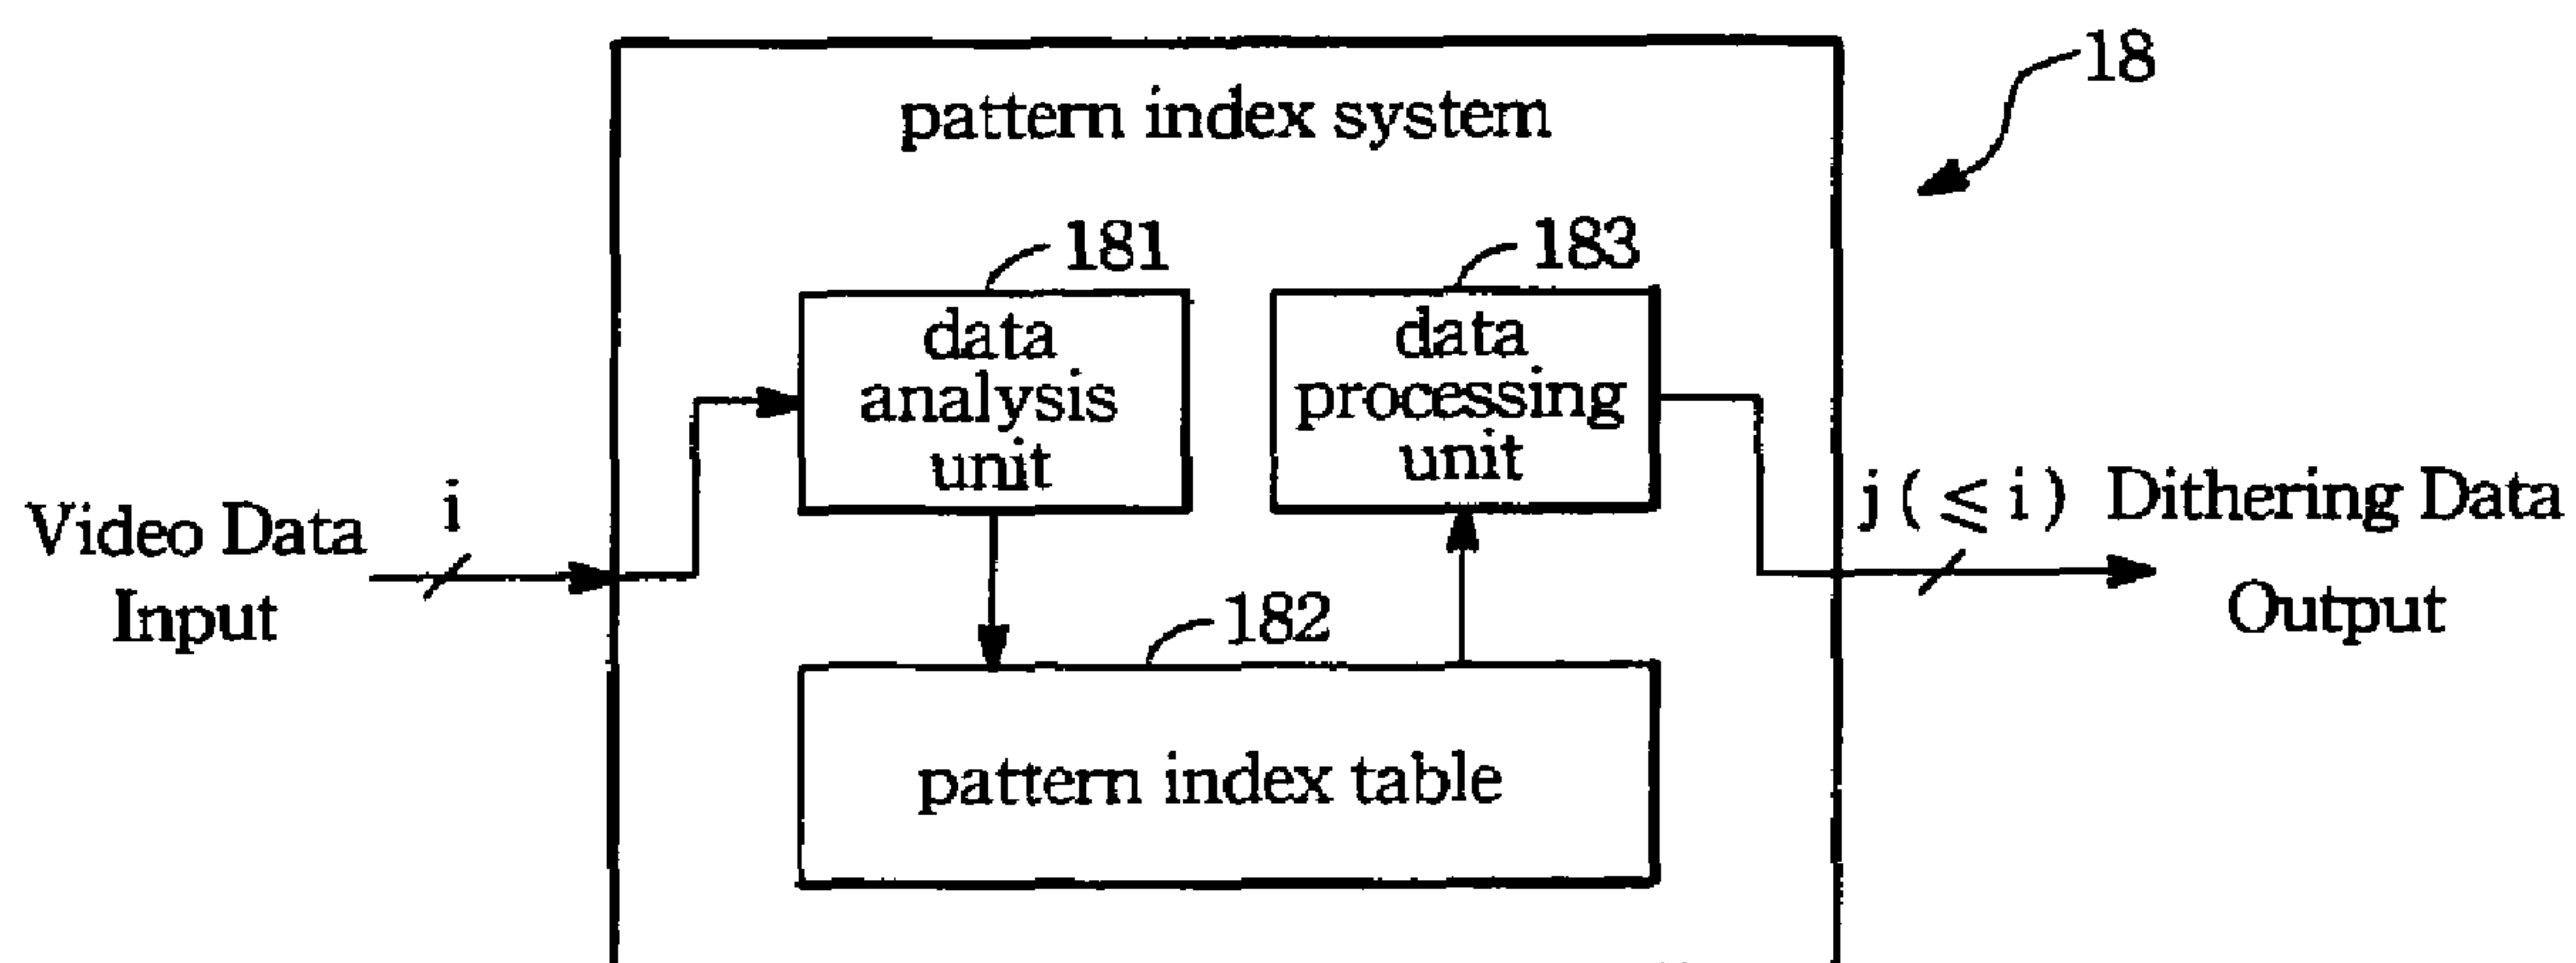 18
pattern index system
181
183
data
analysis
unit
data
processing
unit
Video Data
Input
i
j ( ≤ i ) Dithering Data
Output
182
pattern index table